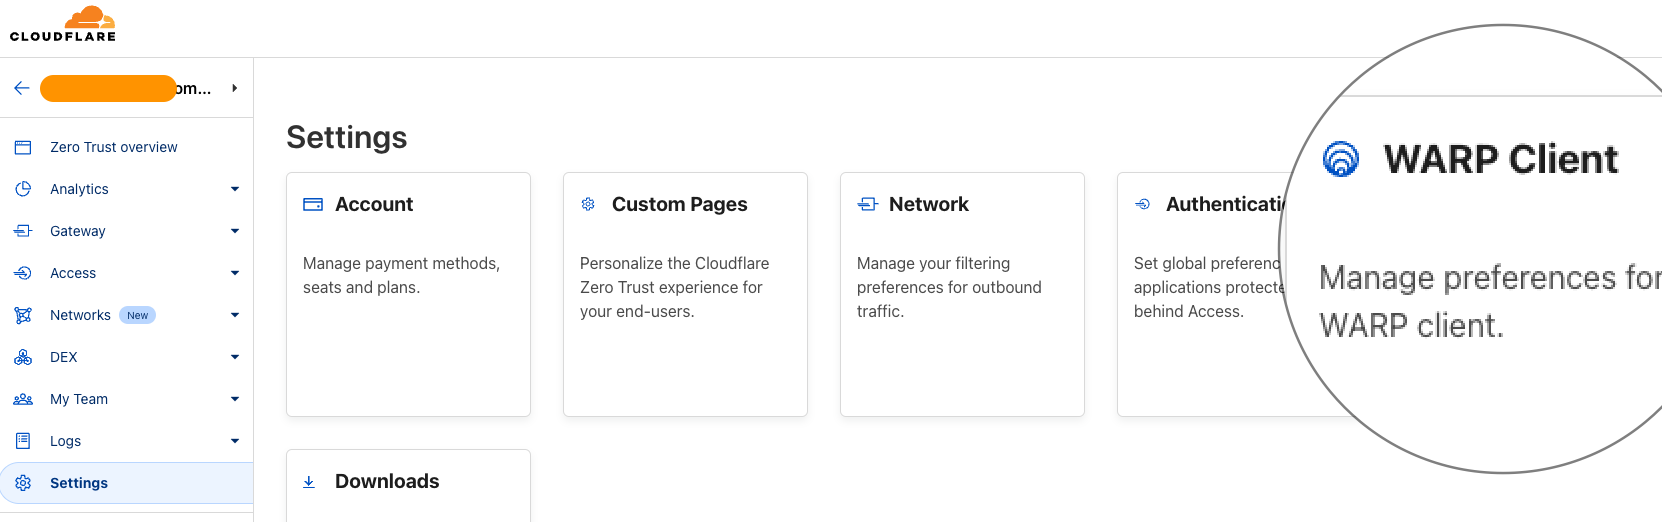 CLOUDFLARE
om...
Zero Trust overview
Analytics
Gateway
Access
Networks New
DEX
My Team
Logs
Settings
Settings
Account
Manage payment methods,
seats and plans.
Custom Pages
Personalize the Cloudflare
Zero Trust experience for
your end-users.
Network
Manage your filtering
preferences for outbound
traffic.
Authenticati
Set global preferenc
applications protecte
behind Access.
WARP Client
Manage preferences for
WARP client.
Downloads